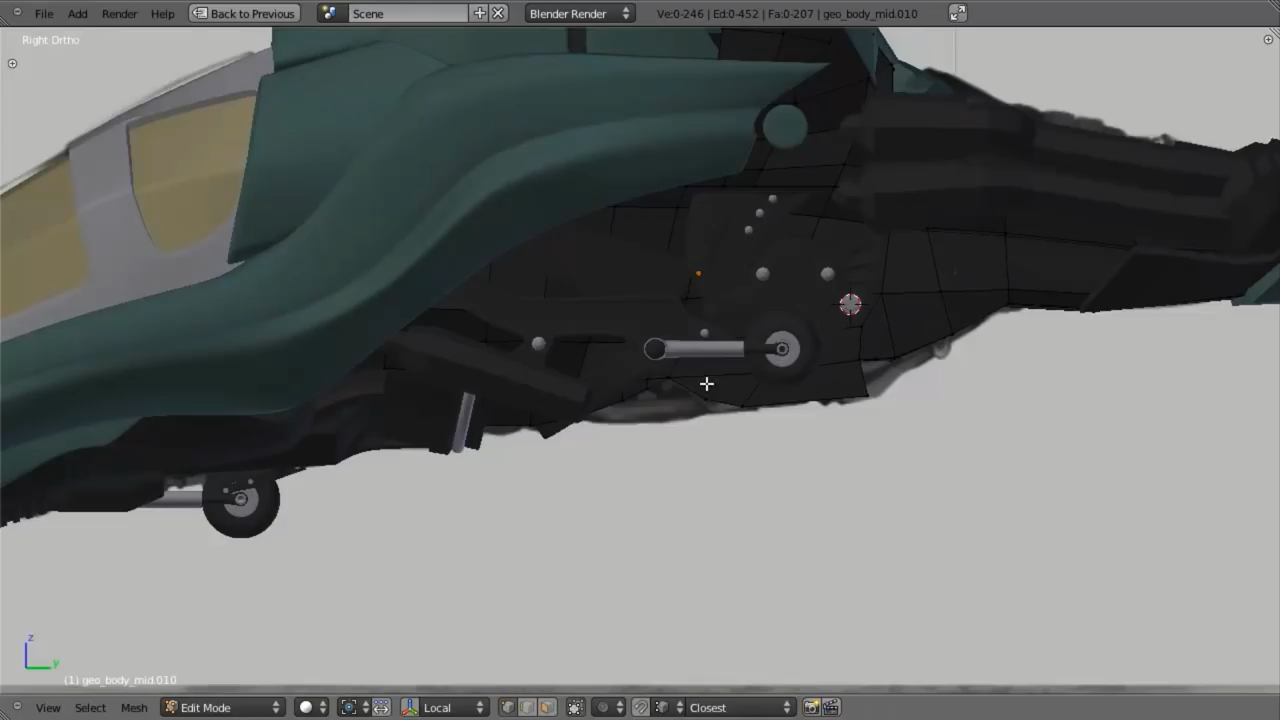 File Add Render Help Back to Previous Scene Blender Render Ve:0-246 | Ed:0-452 | Fa:0-207 | geo_body_mid.010
Right Ortho
z
y
(1) geo_body_mid.010
View Select Mesh Edit Mode Local Closest